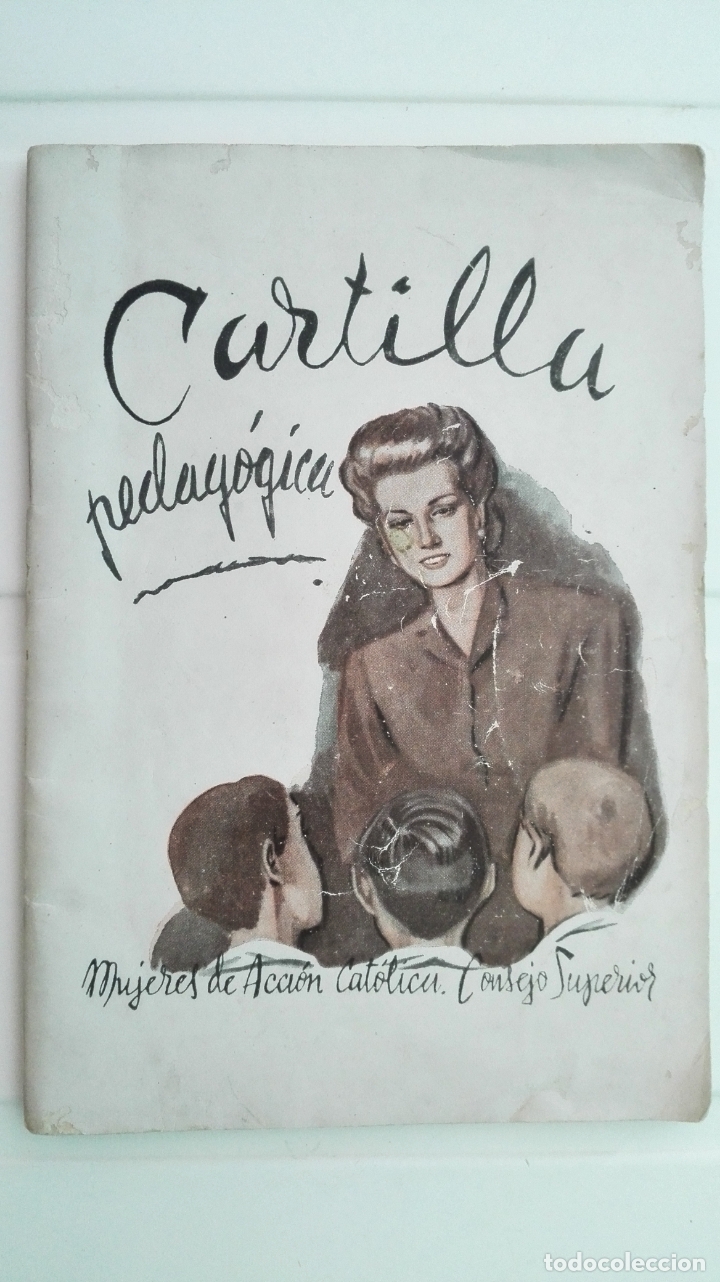 Cartilla
pedagógica
Mujeres de Acción Católica. Consejo Superior
todocoleccion